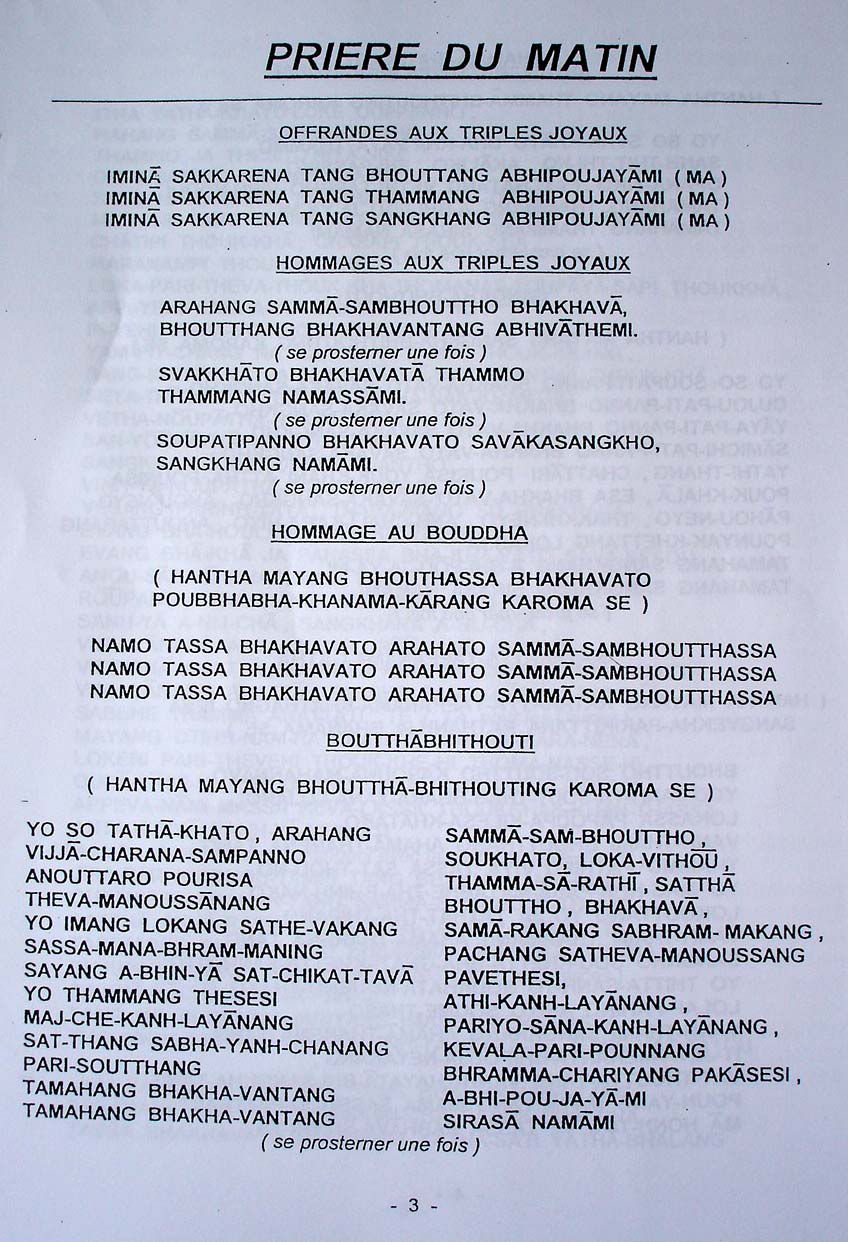 PRIERE DU MATIN
OFFRANDES AUX TRIPLES JOYAUX
IMINĀ SAKKARENA TANG BHOUTTANG ABHIPOUJAYĀMI ( MA )
IMINĀ SAKKARENA TANG THAMMANG ABHIPOUJAYĀMI ( MA )
IMINĀ SAKKARENA TANG SANGKHANG ABHIPOUJAYĀMI ( MA )
HOMMAGES AUX TRIPLES JOYAUX
ARAHANG SAMMĀ-SAMBHOUTTHO BHAKHAVĀ,
BHOUTTHANG BHAKHAVANTANG ABHIVĀTHEMI.
( se prosterner une fois )
SVAKKHĀTO BHAKHAVATĀ THAMMO
THAMMANG NAMASSĀMI.
( se prosterner une fois )
SOUPATIPANNO BHAKHAVATO SAVĀKASANGKHO,
SANGKHANG NAMĀMI.
( se prosterner une fois )
HOMMAGE AU BOUDDHA
( HANTHA MAYANG BHOUTHASSA BHAKHAVATO
POUBBHABHA-KHANAMA-KĀRANG KAROMA SE )
NAMO TASSA BHAKHAVATO ARAHATO SAMMĀ-SAMBHOUTTHASSA
NAMO TASSA BHAKHAVATO ARAHATO SAMMĀ-SAMBHOUTTHASSA
NAMO TASSA BHAKHAVATO ARAHATO SAMMĀ-SAMBHOUTTHASSA
BOUTTHĀBHITHOUTI
( HANTHA MAYANG BHOUTTHĀ-BHITHOUTING KAROMA SE )
YO SO TATHĀ-KHATO , ARAHANG SAMMĀ-SAM-BHOUTTHO ,
VIJJĀ-CHARANA-SAMPANNO SOUKHATO, LOKA-VITHŌŪ ,
ANOUTTARO POURISA THAMMA-SĀ-RATHĪ , SATTHĀ
THEVA-MANOUSSĀNANG BHOUTTHO , BHAKHAVĀ ,
YO IMANG LOKANG SATHE-VAKANG SAMĀ-RAKANG SABHRAM- MAKANG ,
SASSA-MANA-BHRAM-MANING PACHANG SATHEVA-MANOUSSANG
SAYANG A-BHIN-YĀ SAT-CHIKAT-TAVĀ PAVETHESI,
YO THAMMANG THESESI ATHI-KANH-LAYĀNANG ,
MAJ-CHE-KANH-LAYĀNANG PARIYO-SĀNA-KANH-LAYĀNANG ,
SAT-THANG SABHA-YANH-CHANANG KEVALA-PARI-POUNNANG
PARI-SOUTTHANG BHRAMMA-CHARIYANG PAKĀSESI ,
TAMAHANG BHAKHA-VANTANG A-BHI-POU-JA-YĀ-MI
TAMAHANG BHAKHA-VANTANG SIRASĀ NAMĀMI
( se prosterner une fois )
- 3 -